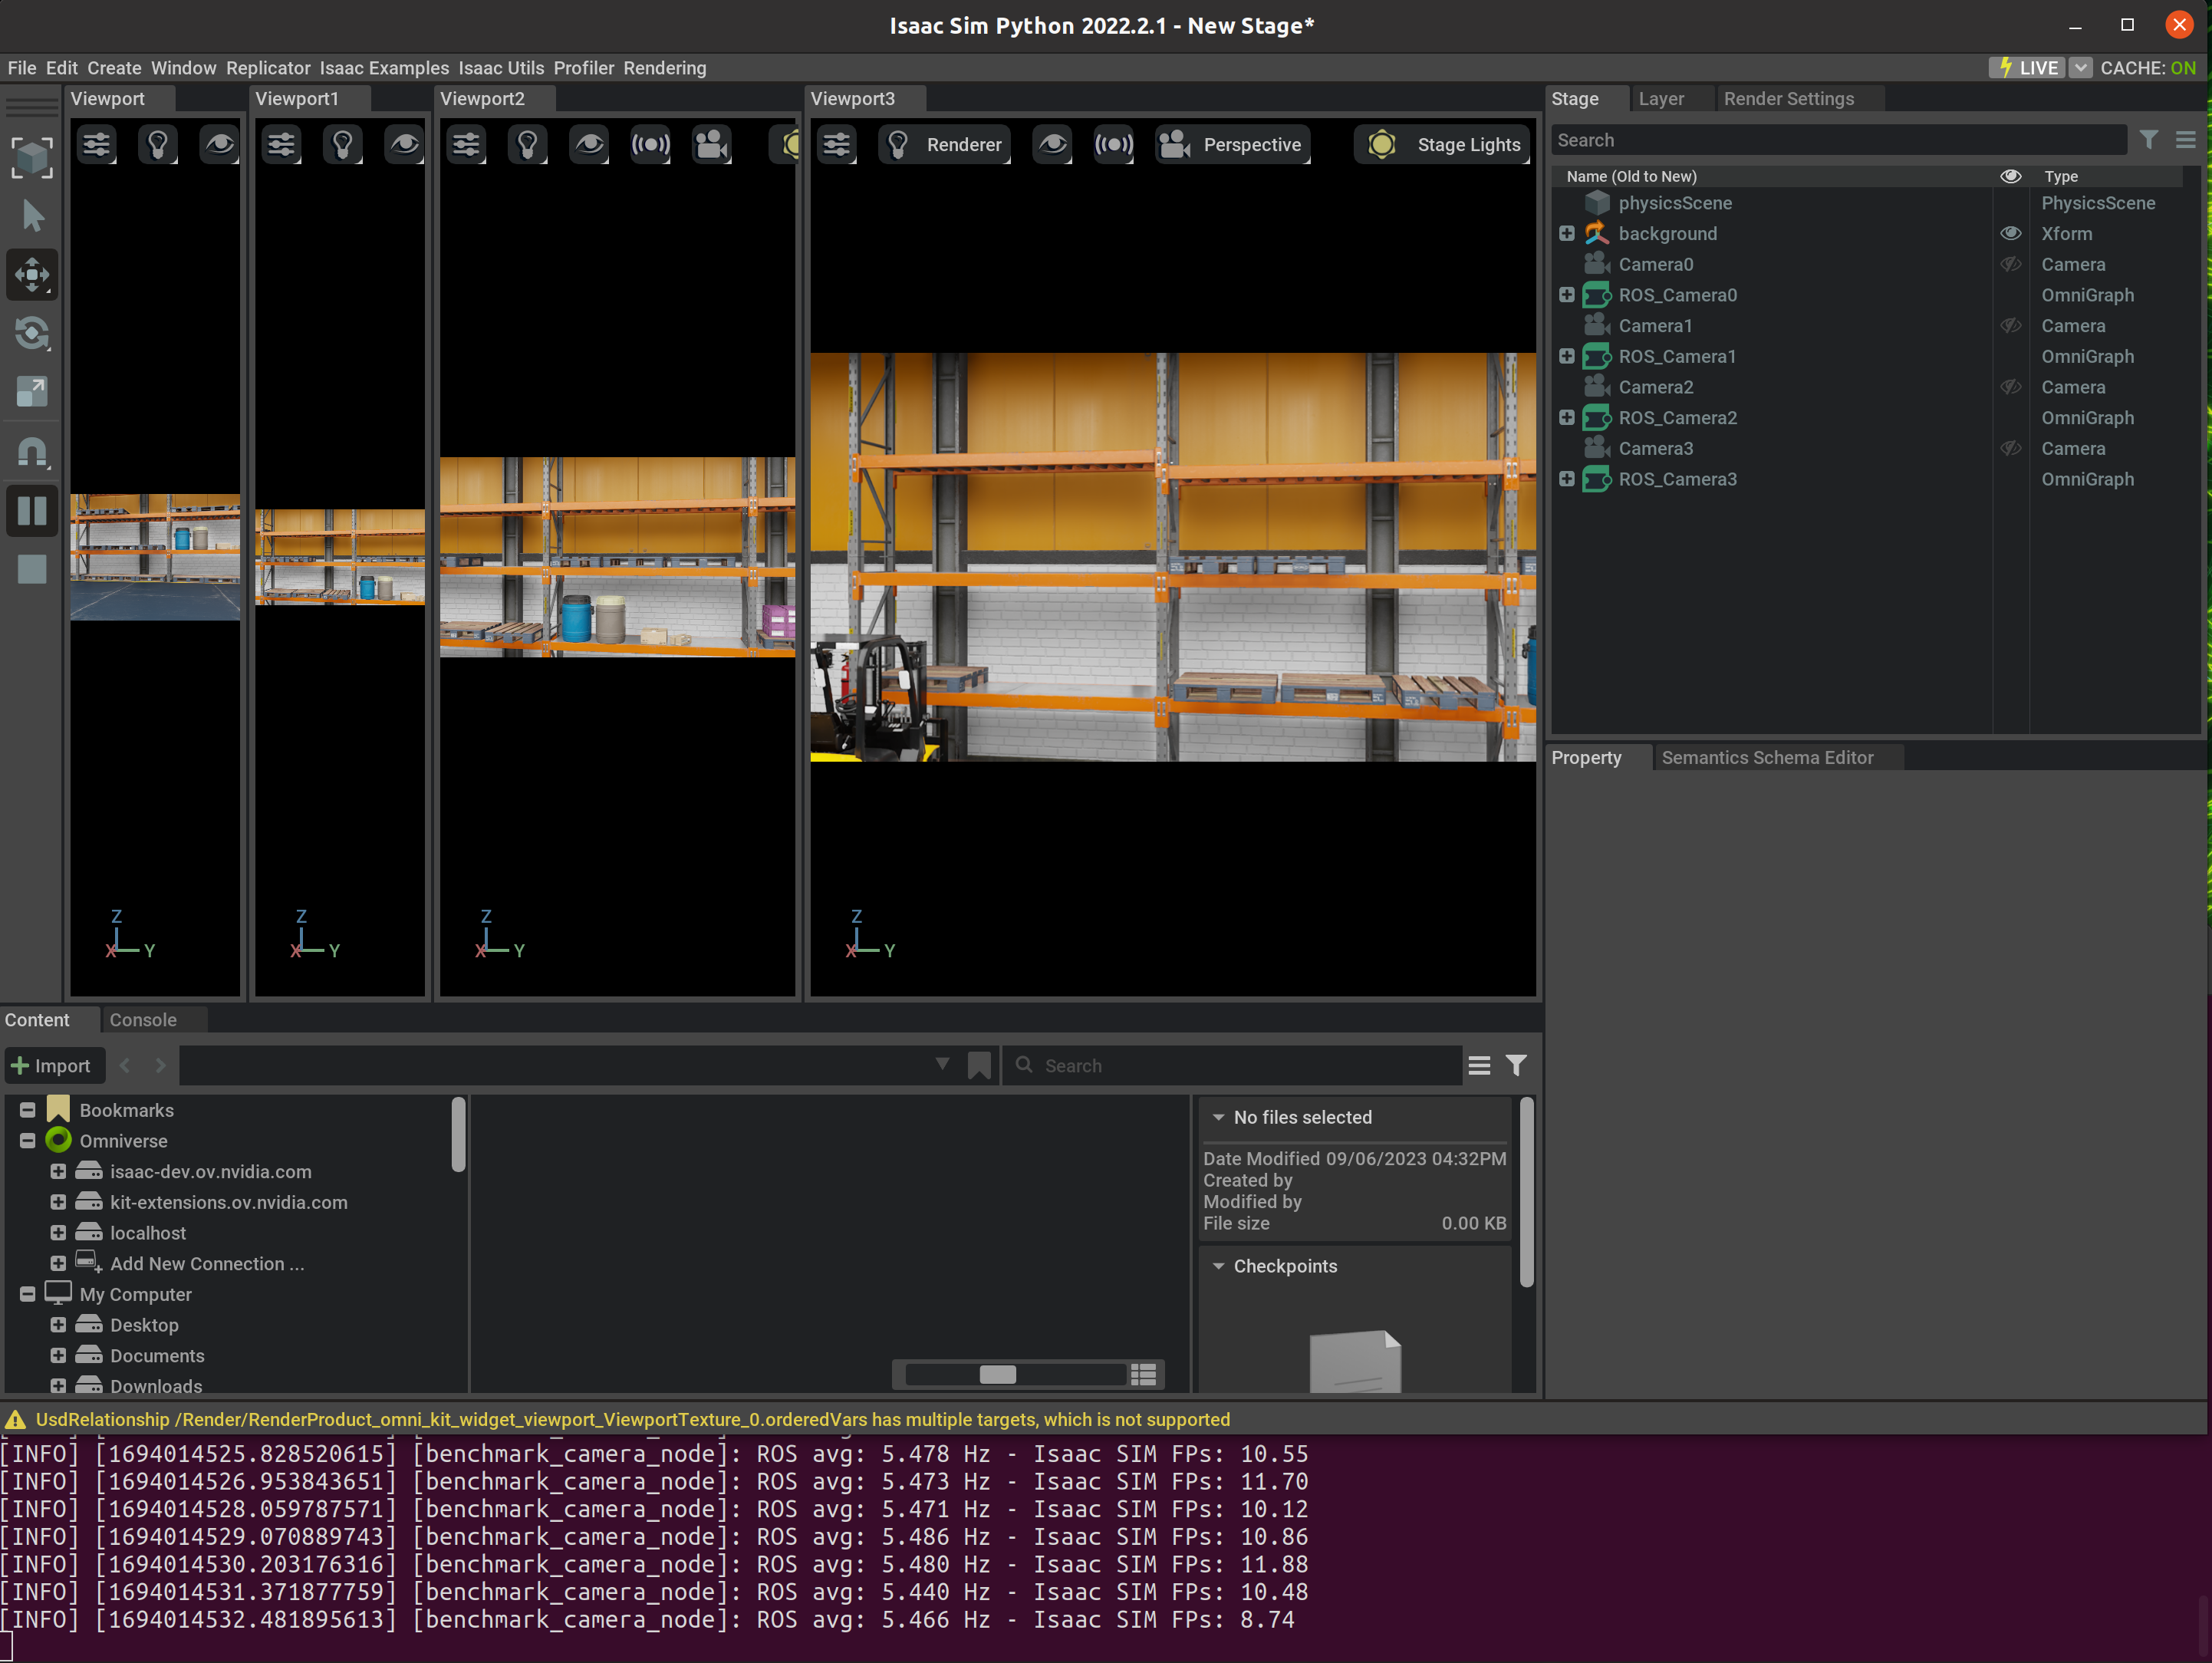 Isaac Sim Python 2022.2.1 - New Stage*
File Edit Create Window Replicator Isaac Examples Isaac Utils Profiler Rendering
LIVE CACHE: ON
Viewport Viewport1 Viewport2 Viewport3
Renderer Perspective Stage Lights
Z
X Y
Z
X Y
Z
X Y
Z
X Y
Stage Layer Render Settings
Search
Name (Old to New) Type
physicsScene PhysicsScene
background Xform
Camera0 Camera
ROS_Camera0 OmniGraph
Camera1 Camera
ROS_Camera1 OmniGraph
Camera2 Camera
ROS_Camera2 OmniGraph
Camera3 Camera
ROS_Camera3 OmniGraph
Property Semantics Schema Editor
Content Console
Import Search
Bookmarks
Omniverse
isaac-dev.ov.nvidia.com
kit-extensions.ov.nvidia.com
localhost
Add New Connection ...
My Computer
Desktop
Documents
Downloads
No files selected
Date Modified 09/06/2023 04:32PM
Created by
Modified by
File size 0.00 KB
Checkpoints
UsdRelationship /Render/RenderProduct_omni_kit_widget_viewport_ViewportTexture_0.orderedVars has multiple targets, which is not supported
[INFO] [1694014525.828520615] [benchmark_camera_node]: ROS avg: 5.478 Hz - Isaac SIM FPs: 10.55
[INFO] [1694014526.953843651] [benchmark_camera_node]: ROS avg: 5.473 Hz - Isaac SIM FPs: 11.70
[INFO] [1694014528.059787571] [benchmark_camera_node]: ROS avg: 5.471 Hz - Isaac SIM FPs: 10.12
[INFO] [1694014529.070889743] [benchmark_camera_node]: ROS avg: 5.486 Hz - Isaac SIM FPs: 10.86
[INFO] [1694014530.203176316] [benchmark_camera_node]: ROS avg: 5.480 Hz - Isaac SIM FPs: 11.88
[INFO] [1694014531.371877759] [benchmark_camera_node]: ROS avg: 5.440 Hz - Isaac SIM FPs: 10.48
[INFO] [1694014532.481895613] [benchmark_camera_node]: ROS avg: 5.466 Hz - Isaac SIM FPs: 8.74